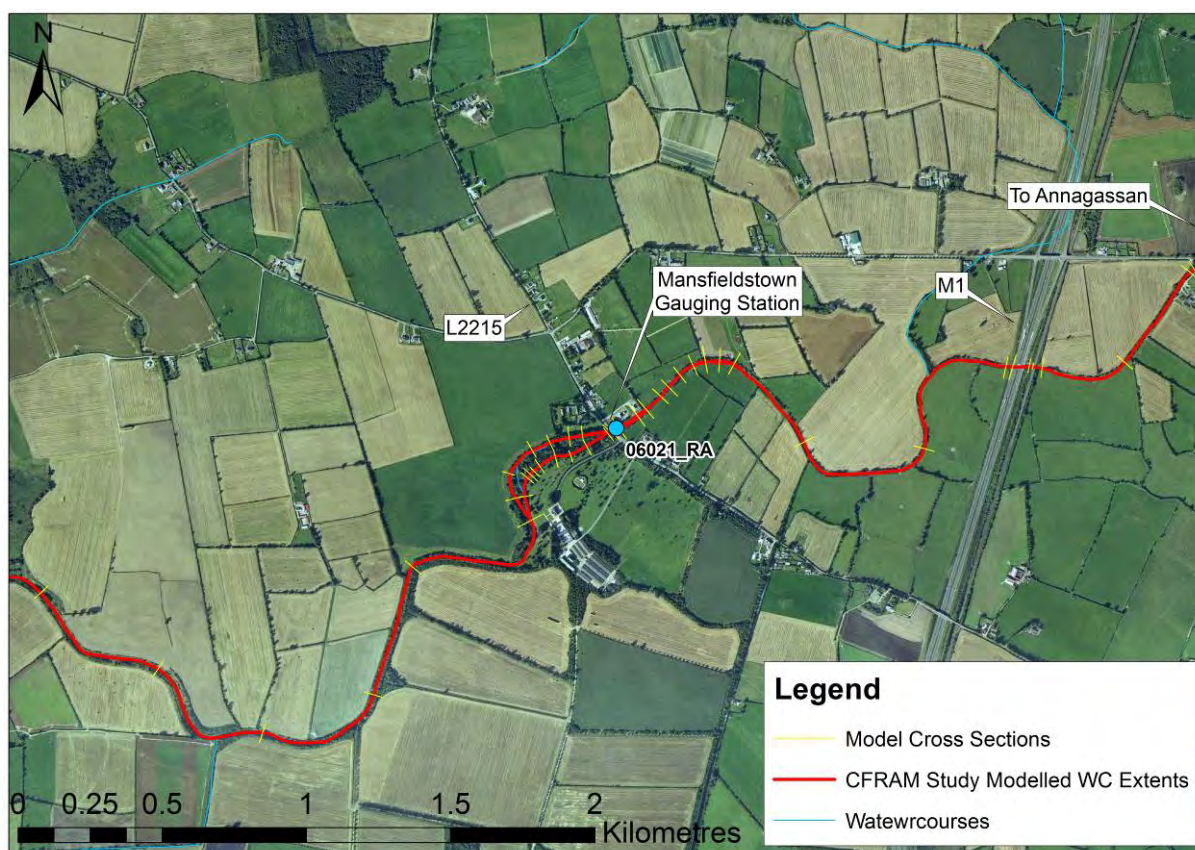 N
To Annagassan
Mansfieldstown
Gauging Station
M1
L2215
06021_RA
Legend
Model Cross Sections
CFRAM Study Modelled WC Extents
Watewrcourses
0 0.25 0.5 1 1.5 2
Kilometres